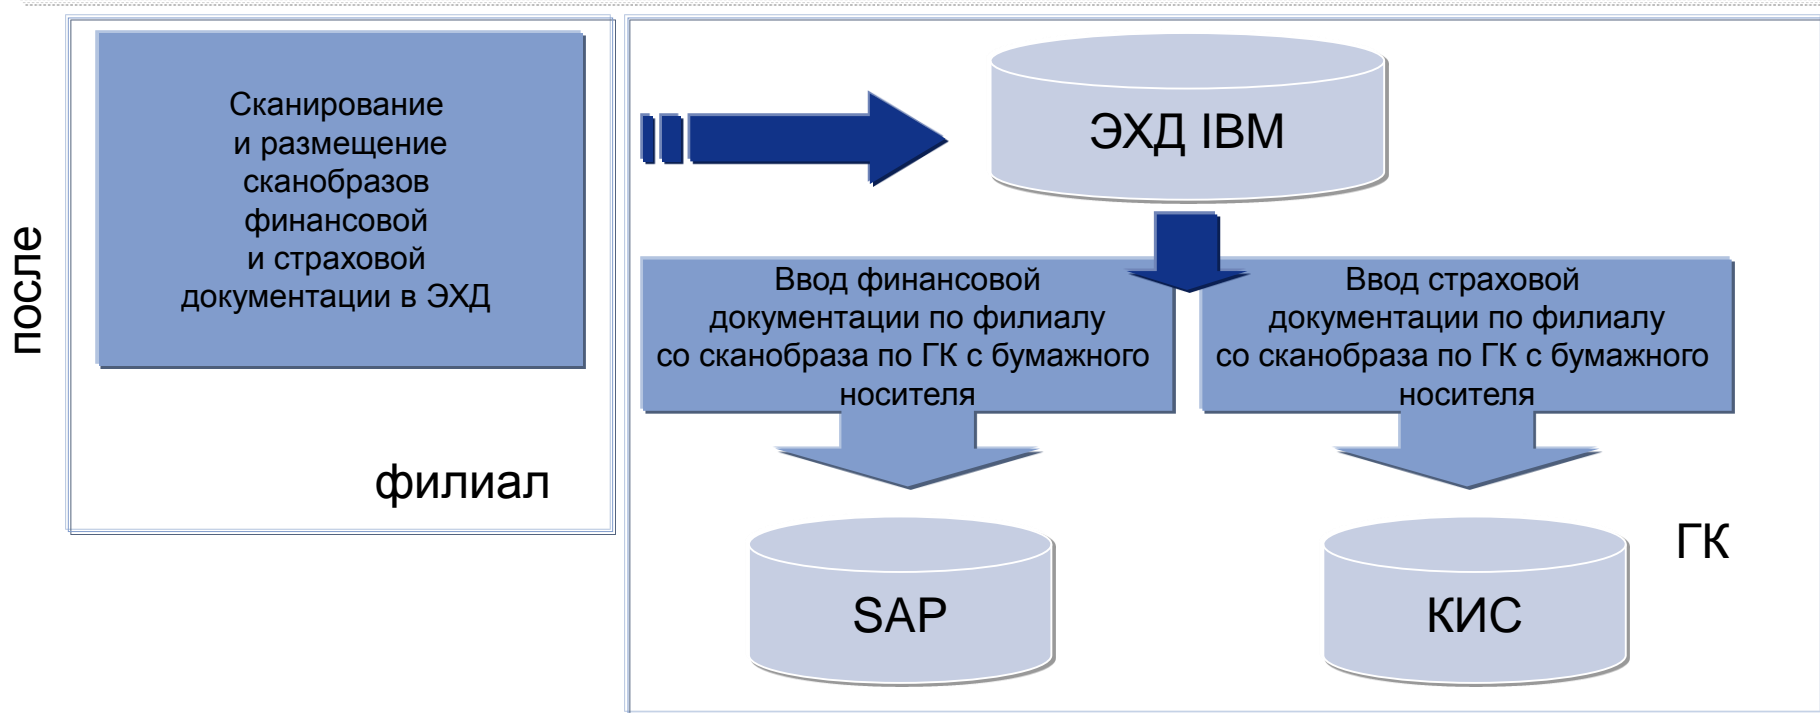 после
Сканирование
и размещение
сканобразов
финансовой
и страховой
документации в ЭХД
филиал
ЭХД IBM
Ввод финансовой
документации по филиалу
со сканобраза по ГК с бумажного
носителя
Ввод страховой
документации по филиалу
со сканобраза по ГК с бумажного
носителя
ГК
SAP
КИС